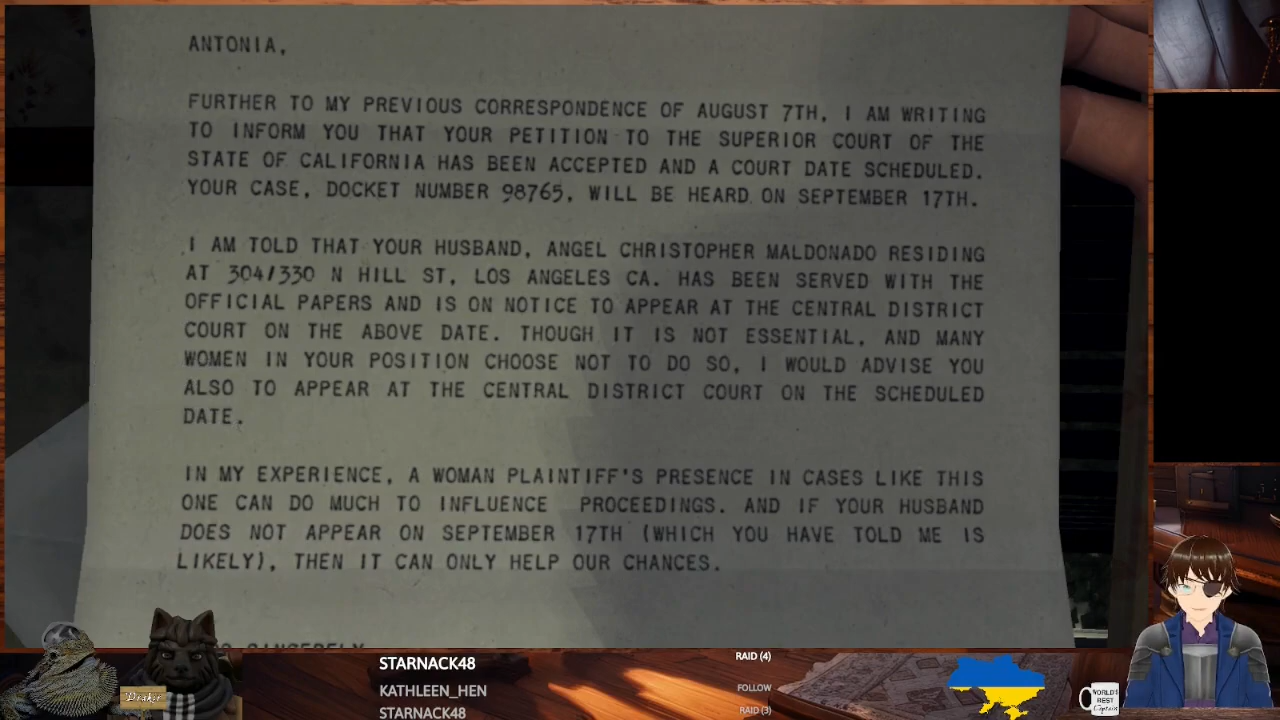 ANTONIA,
FURTHER TO MY PREVIOUS CORRESPONDENCE OF AUGUST 7TH, I AM WRITING
TO INFORM YOU THAT YOUR PETITION TO THE SUPERIOR COURT OF THE
STATE OF CALIFORNIA HAS BEEN ACCEPTED AND A COURT DATE SCHEDULED.
YOUR CASE, DOCKET NUMBER 98765, WILL BE HEARD ON SEPTEMBER 17TH.
I AM TOLD THAT YOUR HUSBAND, ANGEL CHRISTOPHER MALDONADO RESIDING
AT 304/330 N HILL ST, LOS ANGELES CA. HAS BEEN SERVED WITH THE
OFFICIAL PAPERS AND IS ON NOTICE TO APPEAR AT THE CENTRAL DISTRICT
COURT ON THE ABOVE DATE. THOUGH IT IS NOT ESSENTIAL, AND MANY
WOMEN IN YOUR POSITION CHOOSE NOT TO DO SO, I WOULD ADVISE YOU
ALSO TO APPEAR AT THE CENTRAL DISTRICT COURT ON THE SCHEDULED
DATE.
IN MY EXPERIENCE, A WOMAN PLAINTIFF'S PRESENCE IN CASES LIKE THIS
ONE CAN DO MUCH TO INFLUENCE PROCEEDINGS. AND IF YOUR HUSBAND
DOES NOT APPEAR ON SEPTEMBER 17TH (WHICH YOU HAVE TOLD ME IS
LIKELY), THEN IT CAN ONLY HELP OUR CHANCES.
SINCERELY
Drake
STARNACK48 RAID (4)
KATHLEEN_HEN FOLLOW
STARNACK48 RAID (3)
WORLD'S
BEST
Captain